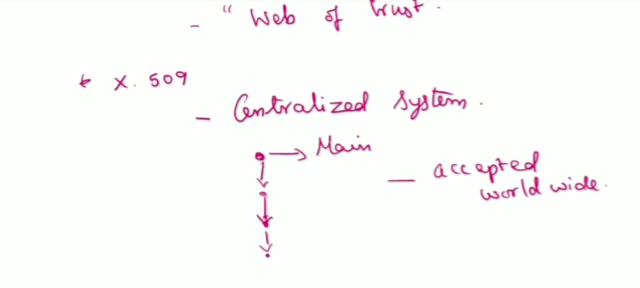 - " Web of trust.
* X. 509
- Centralized system.
Main
- accepted
world wide.